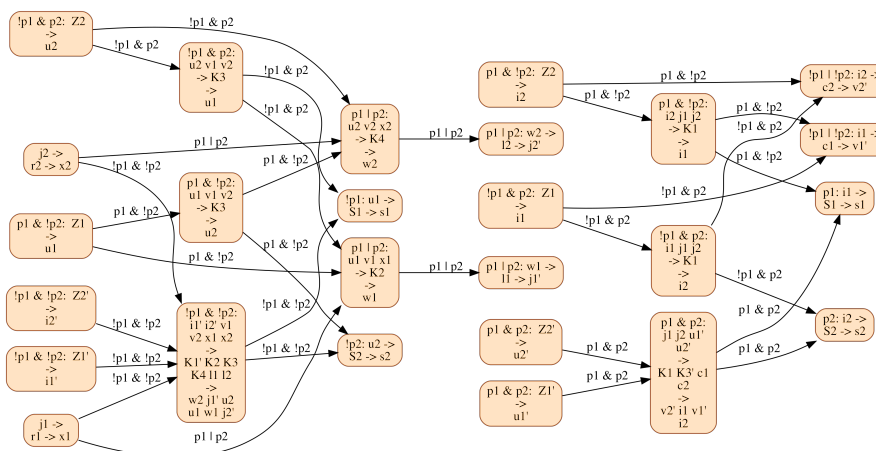 !p1 & p2: Z2
->
u2
!p1 & p2
!p1 & p2
!p1 & p2:
u2 v1 v2
-> K3
->
u1
!p1 & p2
!p1 & p2
p1 | p2:
u2 v2 x2
-> K4
->
w2
p1 | p2
p1 | p2: w2 ->
l2 -> j2'
j2 ->
r2 -> x2
p1 | p2
!p1 & !p2
p1 & !p2:
u1 v1 v2
-> K3
->
u2
p1 & !p2
p1 & !p2
!p1: u1 ->
S1 -> s1
p1 & !p2: Z1
->
u1
p1 & !p2
p1 & !p2
p1 | p2:
u1 v1 x1
-> K2
->
w1
p1 | p2
p1 | p2: w1 ->
l1 -> j1'
!p1 & !p2: Z2'
->
i2'
!p1 & !p2
!p1 & !p2: Z1'
->
i1'
!p1 & !p2
j1 ->
r1 -> x1
!p1 & !p2
p1 | p2
!p1 & !p2:
i1' i2' v1
v2 x1 x2
->
K1' K2 K3
K4 l1 l2
->
w2 j1' u2
u1 w1 j2'
!p1 & !p2
!p1 & !p2
!p2: u2 ->
S2 -> s2
p1 & !p2: Z2
->
i2
p1 & !p2
p1 & !p2
p1 & !p2:
i2 j1 j2
-> K1
->
i1
p1 & !p2
p1 & !p2
!p1 | !p2: i2 ->
c2 -> v2'
!p1 | !p2: i1 ->
c1 -> v1'
!p1 & p2: Z1
->
i1
!p1 & p2
!p1 & p2
!p1 & p2:
i1 j1 j2
-> K1
->
i2
!p1 & p2
!p1 & p2
p1: i1 ->
S1 -> s1
p2: i2 ->
S2 -> s2
p1 & p2: Z2'
->
u2'
p1 & p2
p1 & p2: Z1'
->
u1'
p1 & p2
p1 & p2:
j1 j2 u1'
u2'
->
K1 K3' c1
c2
->
v2' i1 v1'
i2
p1 & p2
p1 & p2